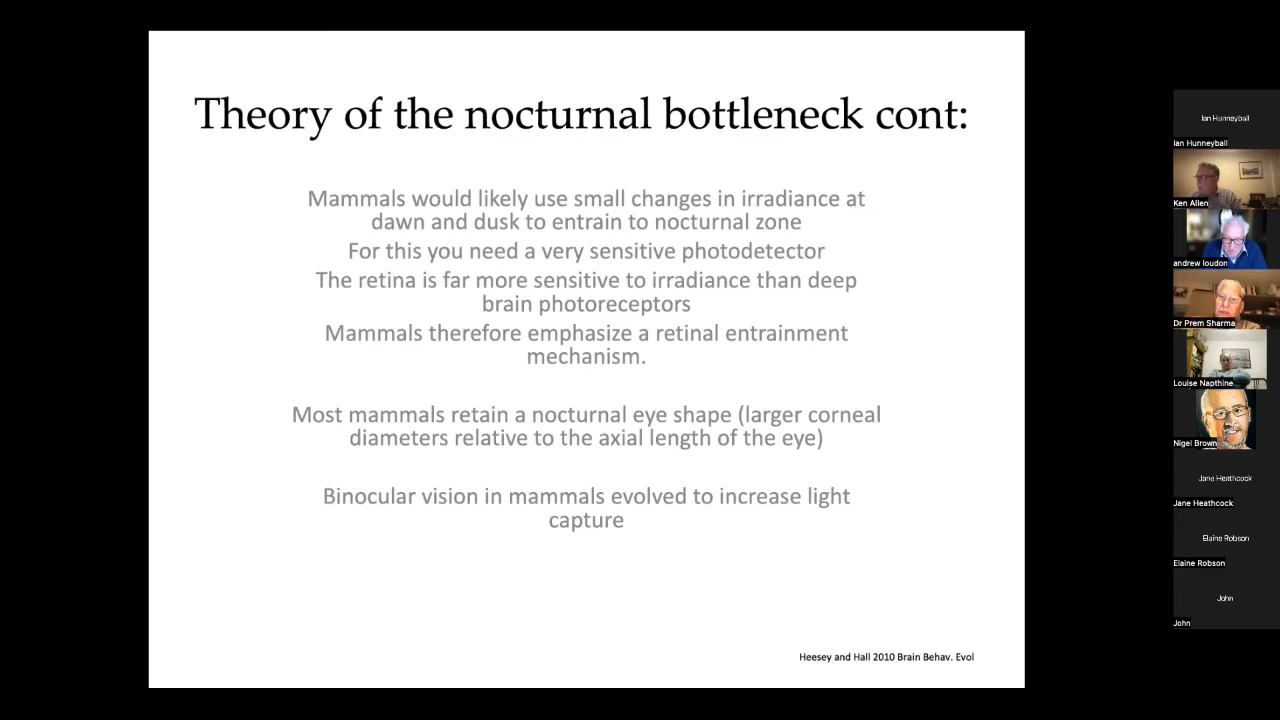 Theory of the nocturnal bottleneck cont:
Mammals would likely use small changes in irradiance at
dawn and dusk to entrain to nocturnal zone
For this you need a very sensitive photodetector
The retina is far more sensitive to irradiance than deep
brain photoreceptors
Mammals therefore emphasize a retinal entrainment
mechanism.
Most mammals retain a nocturnal eye shape (larger corneal
diameters relative to the axial length of the eye)
Binocular vision in mammals evolved to increase light
capture
Heesey and Hall 2010 Brain Behav. Evol
Ian Hunneyball
Ian Hunneyball
Ken Allen
andrew loudon
Dr Prem Sharma
Louise Napthine
Nigel Brown
Jane Heathcock
Jane Heathcock
Elaine Robson
Elaine Robson
John
John